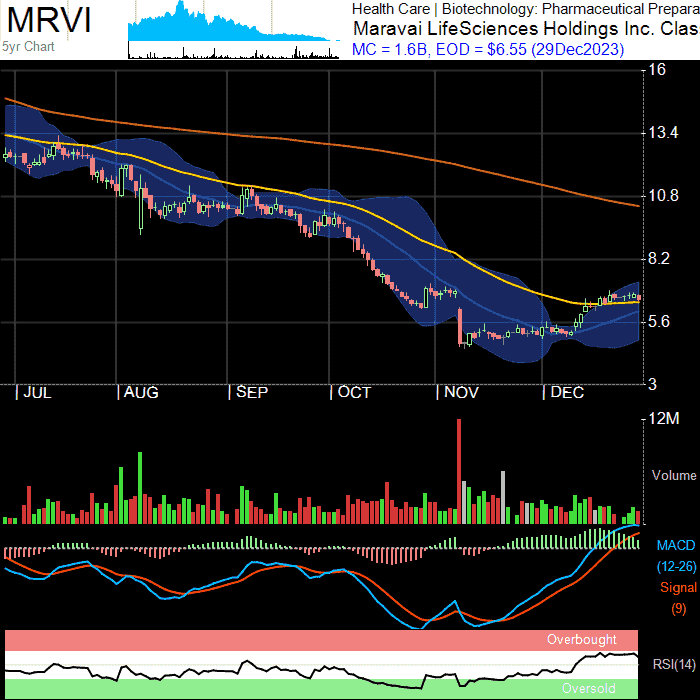 MRVI
5yr Chart
Health Care | Biotechnology: Pharmaceutical Prepara
Maravai LifeSciences Holdings Inc. Clas
MC = 1.6B, EOD = $6.55 (29Dec2023)
16
13.4
10.8
8.2
5.6
3
JUL
AUG
SEP
OCT
NOV
DEC
12M
Volume
MACD
(12-26)
Signal
(9)
Overbought
RSI(14)
Oversold